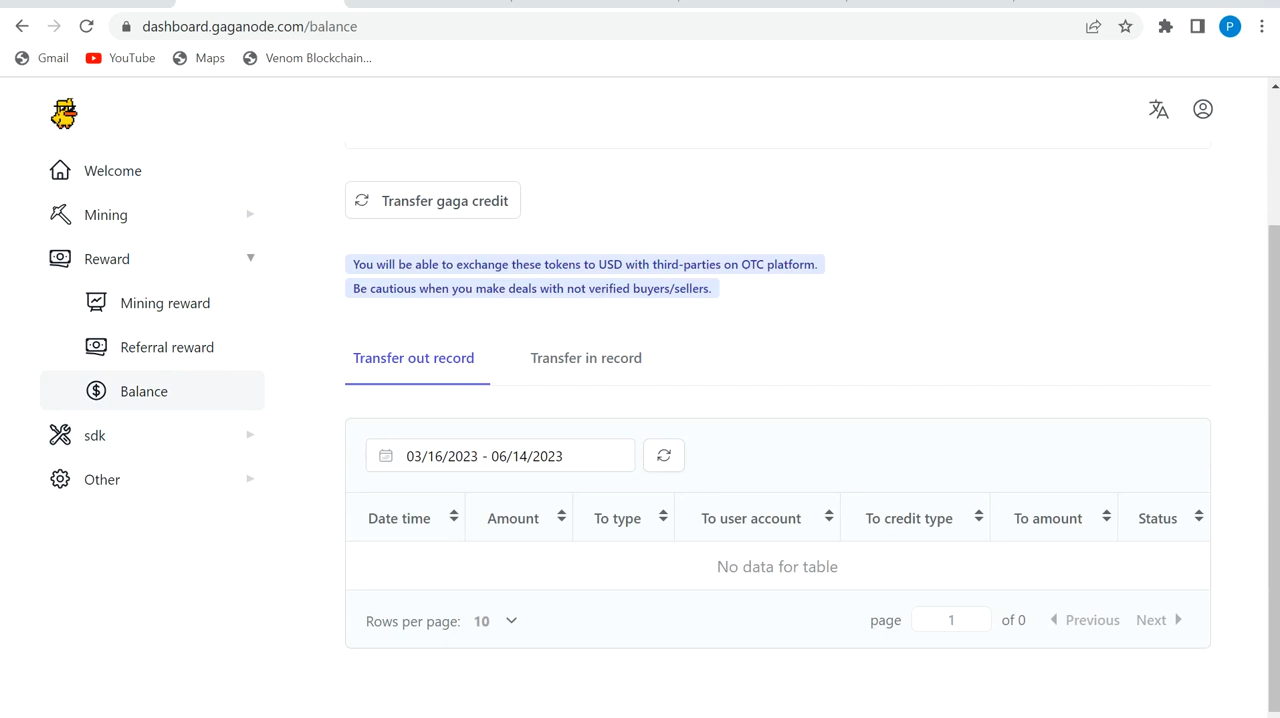 dashboard.gaganode.com/balance
P
Gmail YouTube Maps Venom Blockchain...
Welcome
Mining
Reward
Mining reward
Referral reward
Balance
sdk
Other
Transfer gaga credit
You will be able to exchange these tokens to USD with third-parties on OTC platform.
Be cautious when you make deals with not verified buyers/sellers.
Transfer out record Transfer in record
03/16/2023 - 06/14/2023
Date time Amount To type To user account To credit type To amount Status
No data for table
Rows per page: 10 page 1 of 0 Previous Next